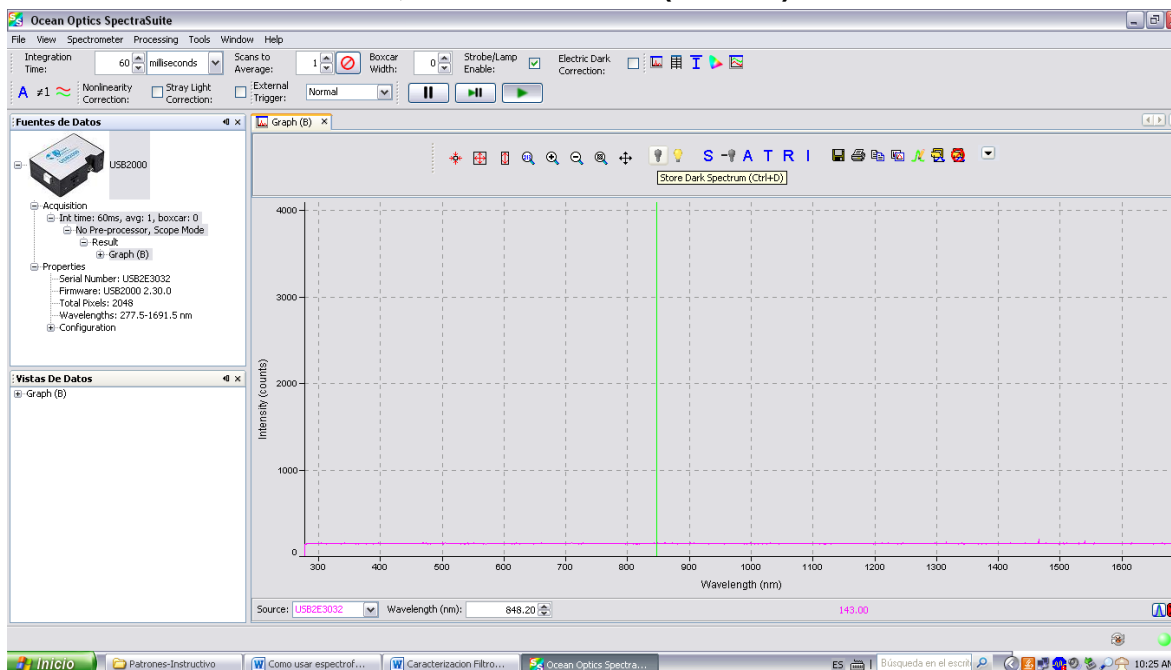 Ocean Optics SpectraSuite
File View Spectrometer Processing Tools Window Help
Integration Time: 60 milliseconds Scans to Average: 1 Boxcar Width: 0 Strobe/Lamp Enable: Electric Dark Correction:
A ≠1 Nonlinearity Correction: Stray Light Correction: External Trigger: Normal
Fuentes de Datos
USB2000
Acquisition
Int time: 60ms, avg: 1, boxcar: 0
No Pre-processor, Scope Mode
Result
Graph (B)
Properties
Serial Number: USB2E3032
Firmware: USB2000 2.30.0
Total Pixels: 2048
Wavelengths: 277.5-1691.5 nm
Configuration
Vistas De Datos
Graph (B)
Graph (B)
S A T R I
Store Dark Spectrum (Ctrl+D)
Intensity (counts)
4000
3000
2000
1000
0
300 400 500 600 700 800 900 1000 1100 1200 1300 1400 1500 1600
Wavelength (nm)
Source: USB2E3032 Wavelength (nm): 848.20 143.00
Inicio Patrones-Instructivo Como usar espectrof... Caracterizacion Filtro... Ocean Optics Spectra... ES Búsqueda en el escrit 10:25 AM